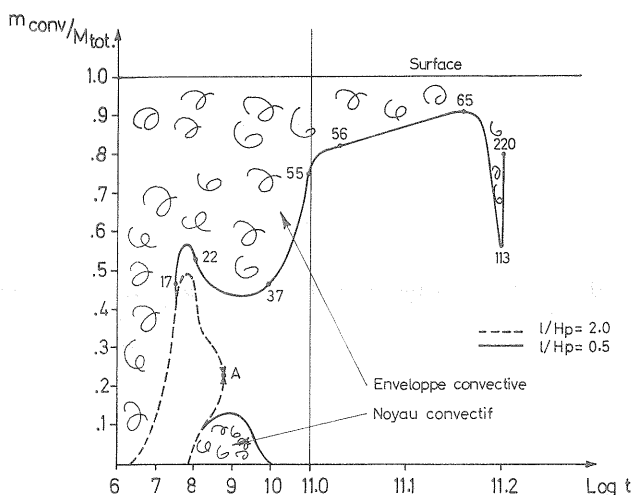 m conv/M tot.
Surface
1.0
.9
.8
.7
.6
.5
.4
.3
.2
.1
65
56
220
55
22
17
37
113
A
l/Hp = 2.0
l/Hp = 0.5
Enveloppe convective
Noyau convectif
6 7 8 9 10 11.0 11.1 11.2 Log t